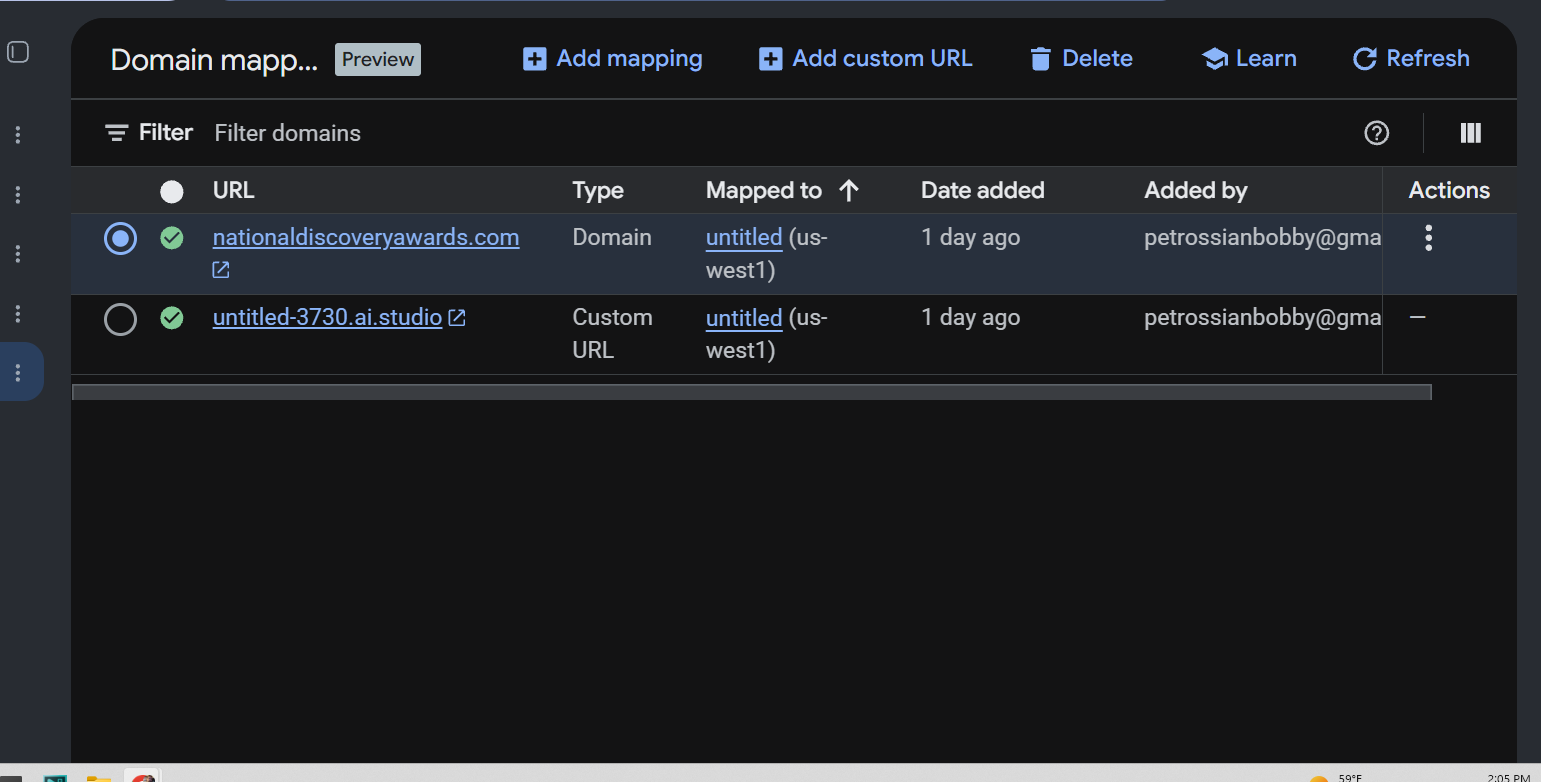 Domain mapp... Preview Add mapping Add custom URL Delete Learn Refresh
Filter Filter domains
URL Type Mapped to Date added Added by Actions
nationaldiscoveryawards.com Domain untitled (us- 1 day ago petrossianbobby@gma
west1)
untitled-3730.ai.studio Custom untitled (us- 1 day ago petrossianbobby@gma —
URL west1)
59°F 2:05 PM